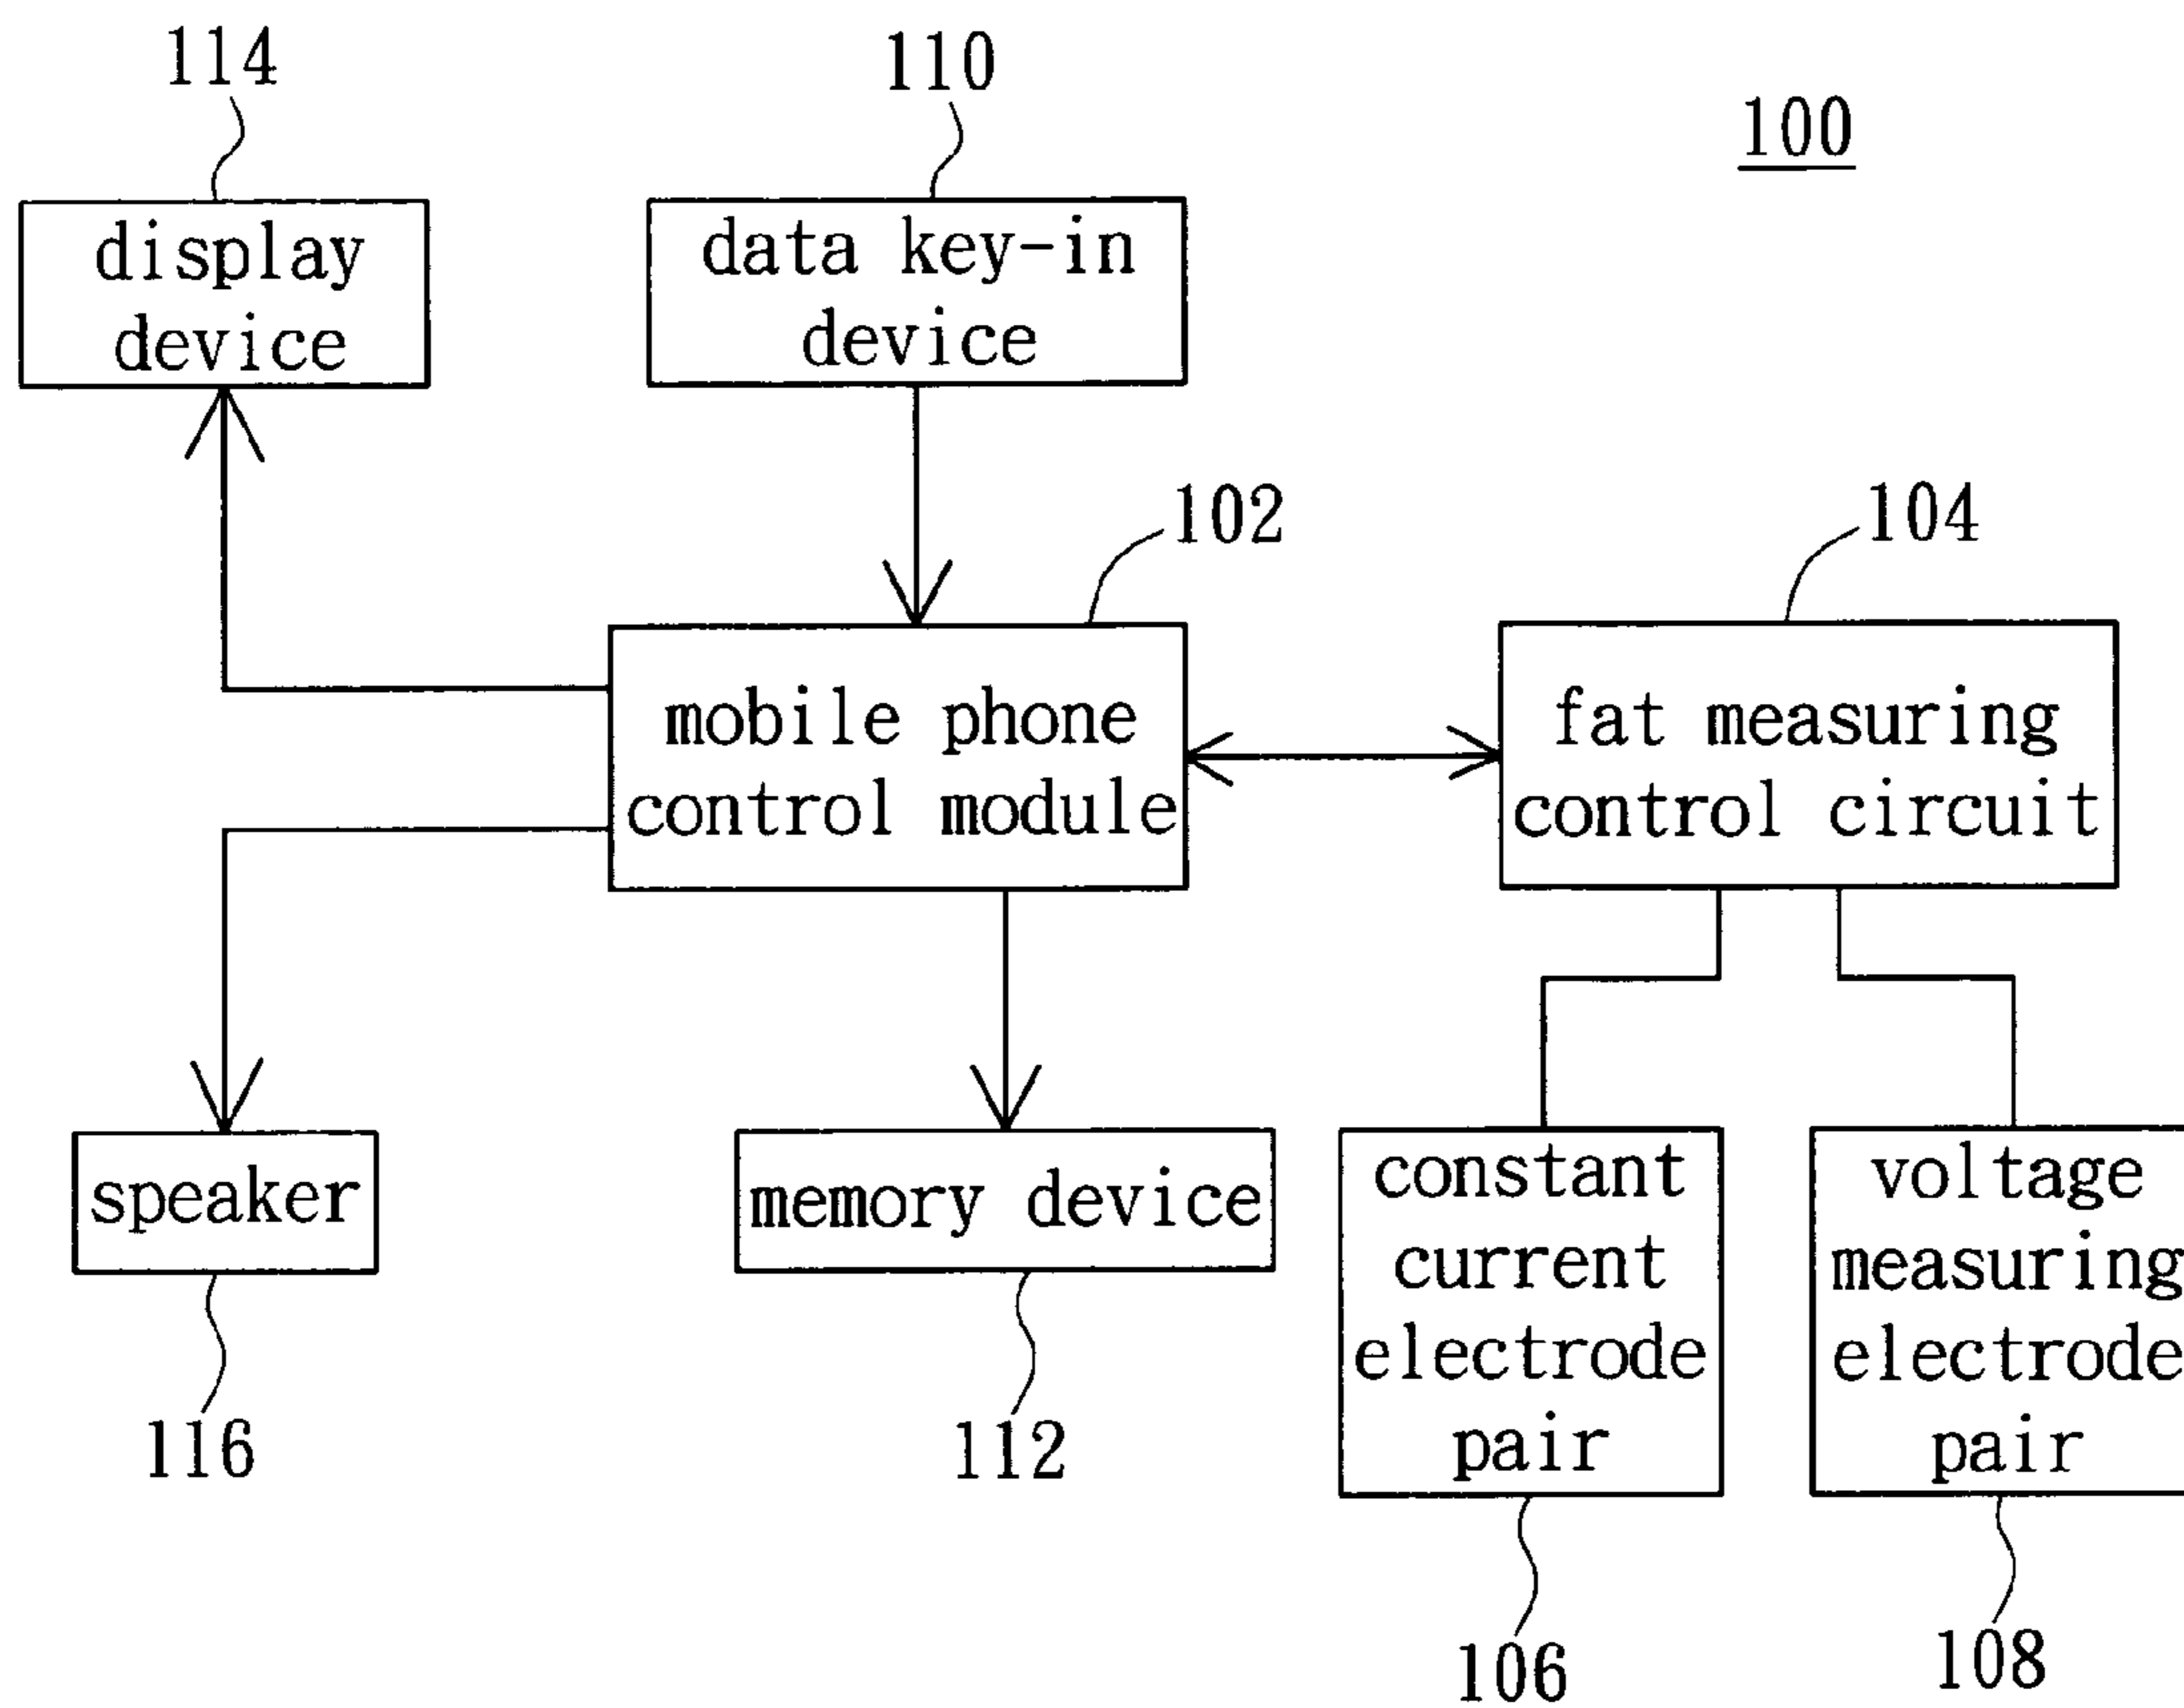 114
110
100
display
device
data key-in
device
102
104
mobile phone
control module
fat measuring
control circuit
speaker
memory device
constant
current
electrode
pair
voltage
measuring
electrode
pair
116
112
106
108